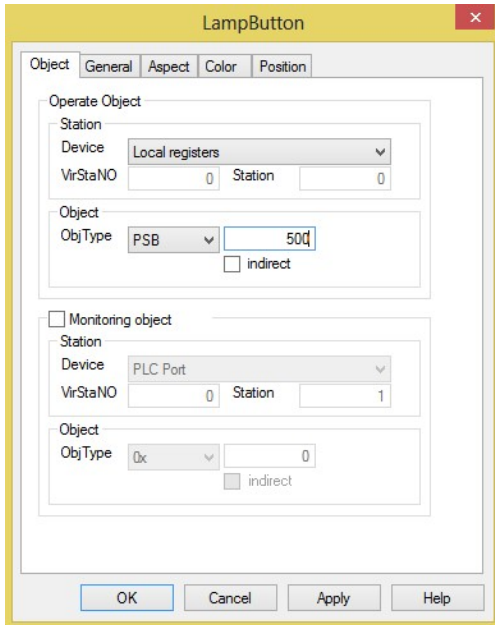 LampButton
Object General Aspect Color Position
Operate Object
Station
Device Local registers
VirStaNO 0 Station 0
Object
ObjType PSB 500
indirect
Monitoring object
Station
Device PLC Port
VirStaNO 0 Station 1
Object
ObjType 0x 0
indirect
OK Cancel Apply Help